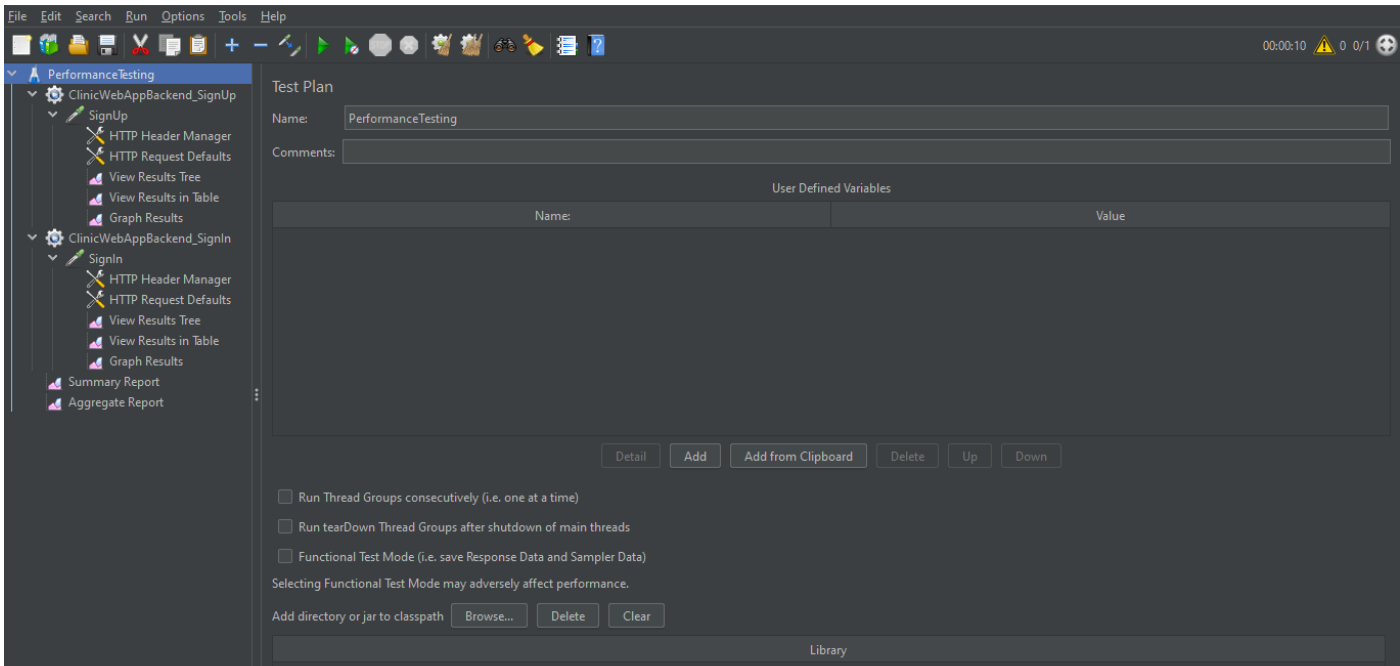 File Edit Search Run Options Tools Help
00:00:10 0 0/1
PerformanceTesting
ClinicWebAppBackend_SignUp
SignUp
HTTP Header Manager
HTTP Request Defaults
View Results Tree
View Results in Table
Graph Results
ClinicWebAppBackend_SignIn
SignIn
HTTP Header Manager
HTTP Request Defaults
View Results Tree
View Results in Table
Graph Results
Summary Report
Aggregate Report
Test Plan
Name: PerformanceTesting
Comments:
User Defined Variables
Name: Value
Detail Add Add from Clipboard Delete Up Down
Run Thread Groups consecutively (i.e. one at a time)
Run tearDown Thread Groups after shutdown of main threads
Functional Test Mode (i.e. save Response Data and Sampler Data)
Selecting Functional Test Mode may adversely affect performance.
Add directory or jar to classpath Browse... Delete Clear
Library